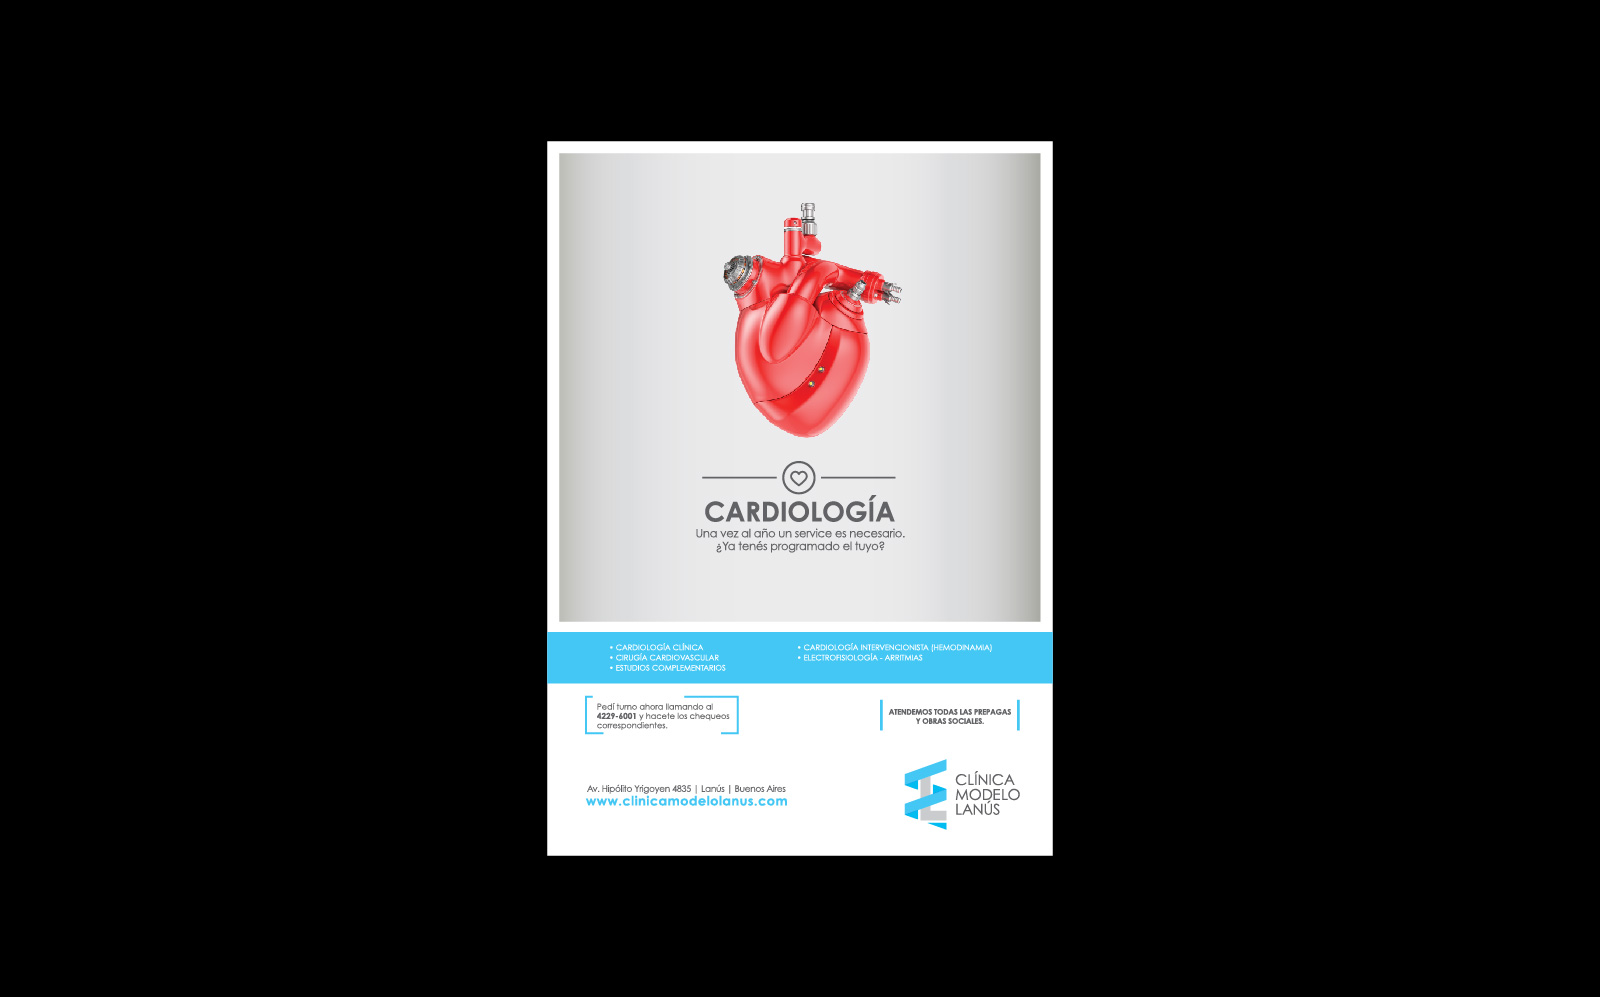 CARDIOLOGÍA
Una vez al año un service es necesario.
¿Ya tenés programado el tuyo?
• CARDIOLOGÍA CLÍNICA
• CIRUGÍA CARDIOVASCULAR
• ESTUDIOS COMPLEMENTARIOS
• CARDIOLOGÍA INTERVENCIONISTA (HEMODINAMIA)
• ELECTROFISIOLOGÍA - ARRITMIAS
Pedí turno ahora llamando al
4229-6001 y hacete los chequeos
correspondientes.
ATENDEMOS TODAS LAS PREPAGAS
Y OBRAS SOCIALES.
Av. Hipólito Yrigoyen 4835 | Lanús | Buenos Aires
www.clinicamodelolanus.com
CLÍNICA
MODELO
LANÚS